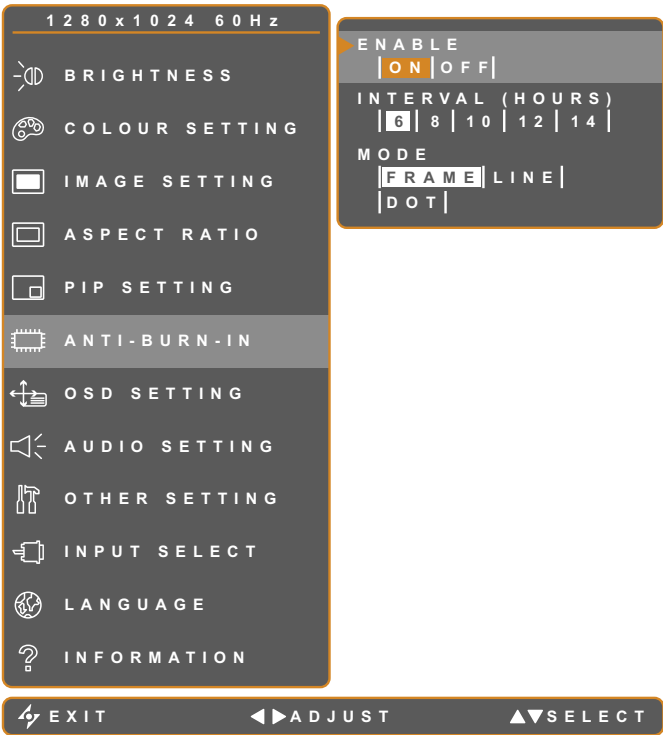 1280x1024 60Hz
BRIGHTNESS
COLOUR SETTING
IMAGE SETTING
ASPECT RATIO
PIP SETTING
ANTI-BURN-IN
OSD SETTING
AUDIO SETTING
OTHER SETTING
INPUT SELECT
LANGUAGE
INFORMATION
ENABLE
ON OFF
INTERVAL (HOURS)
6 8 10 12 14
MODE
FRAME LINE
DOT
EXIT ADJUST SELECT